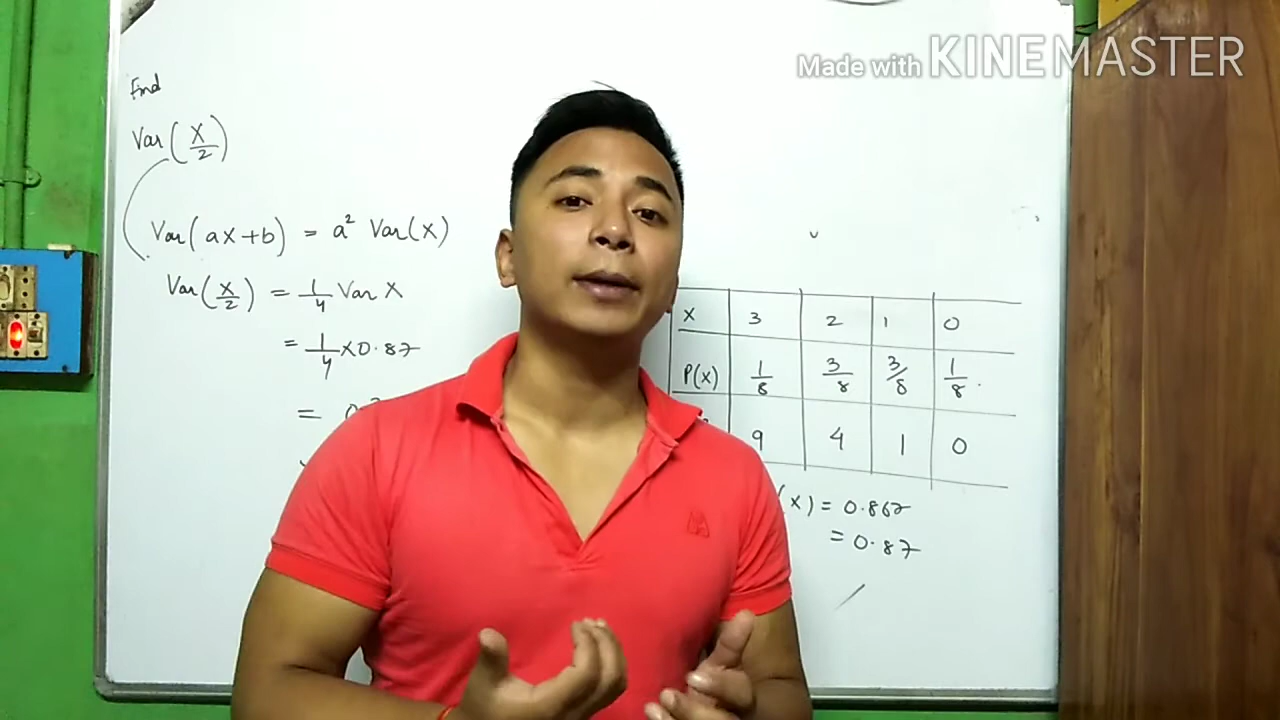 Made with KINEMASTER
Find
Var(X/2)
Var(ax+b) = a² Var(x)
Var(X/2) = 1/4 Var X
= 1/4 x 0.87
= 0.
X 3 2 1 0
P(x) 1/8 3/8 3/8 1/8
9 4 1 0
(x) = 0.867
= 0.87